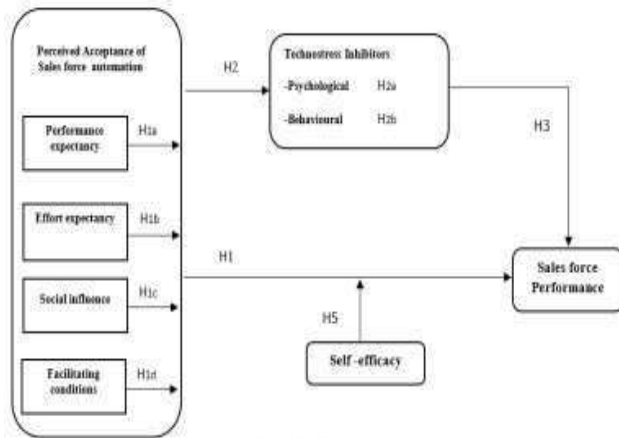 Perceived Acceptance of
Sales force automation
Performance
expectancy
H1a
Effort expectancy
H1b
Social influence
H1c
Facilitating
conditions
H1d
H2
Technostress Inhibitors
-Psychological H2a
-Behavioural H2b
H3
H1
H5
Self -efficacy
Sales force
Performance